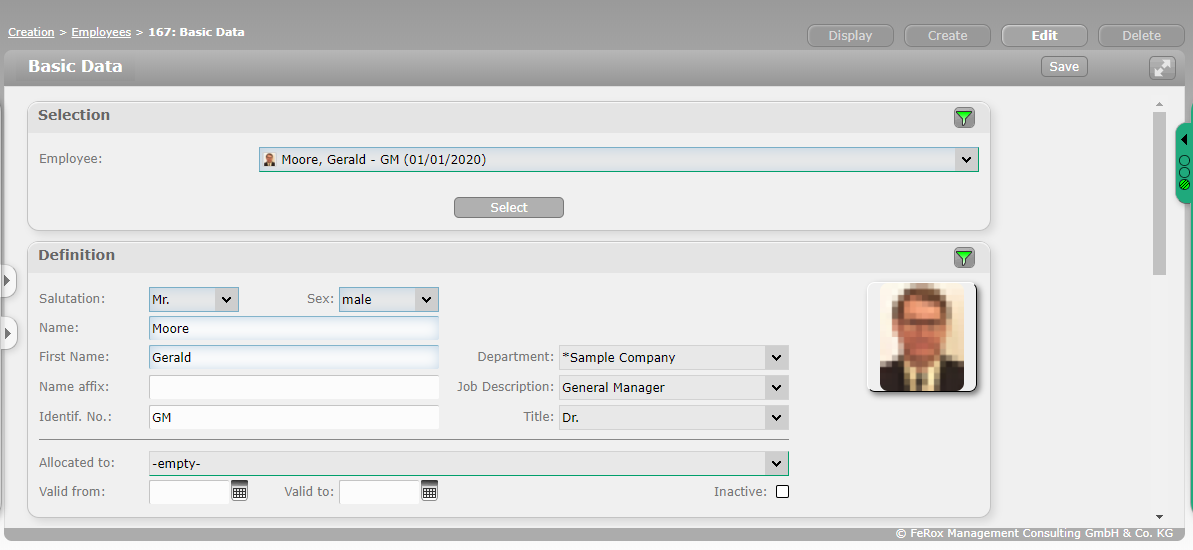 Creation > Employees > 167: Basic Data
Display Create Edit Delete
Basic Data Save
Selection
Employee: Moore, Gerald - GM (01/01/2020)
Select
Definition
Salutation: Mr. Sex: male
Name: Moore
First Name: Gerald Department: *Sample Company
Name affix: Job Description: General Manager
Identif. No.: GM Title: Dr.
Allocated to: -empty-
Valid from: Valid to: Inactive:
© FeRox Management Consulting GmbH & Co. KG